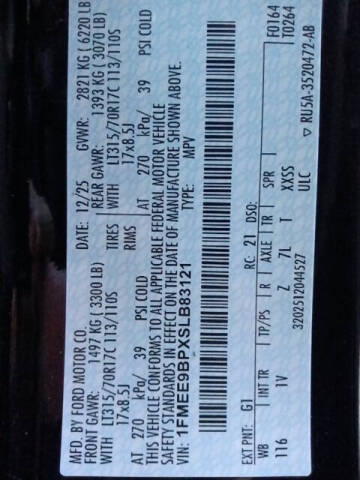 MFD. BY FORD MOTOR CO.
DATE: 12/25 GVWR: 2821 KG ( 6220 LB
FRONT GAWR: 1497 KG ( 3300 LB) REAR GAWR: 1393 KG ( 3070 LB)
WITH LT315/70R17C 113/110S TIRES WITH LT315/70R17C 113/110S
17x8.5J RIMS 17x8.5J
AT 270 kPa/ 39 PSI COLD AT 270 kPa/ 39 PSI COLD
THIS VEHICLE CONFORMS TO ALL APPLICABLE FEDERAL MOTOR VEHICLE
SAFETY STANDARDS IN EFFECT ON THE DATE OF MANUFACTURE SHOWN ABOVE.
VIN: 1FMEE9BPXSLB83121 TYPE: MPV
EXT PNT: G1 RC: 21 DSO: F0164
T0264
WB INT TR TP/PS R AXLE TR SPR
116 1V Z 7L T XXSS
3202512044527 ULC
▽ RU5A-3520472-AB